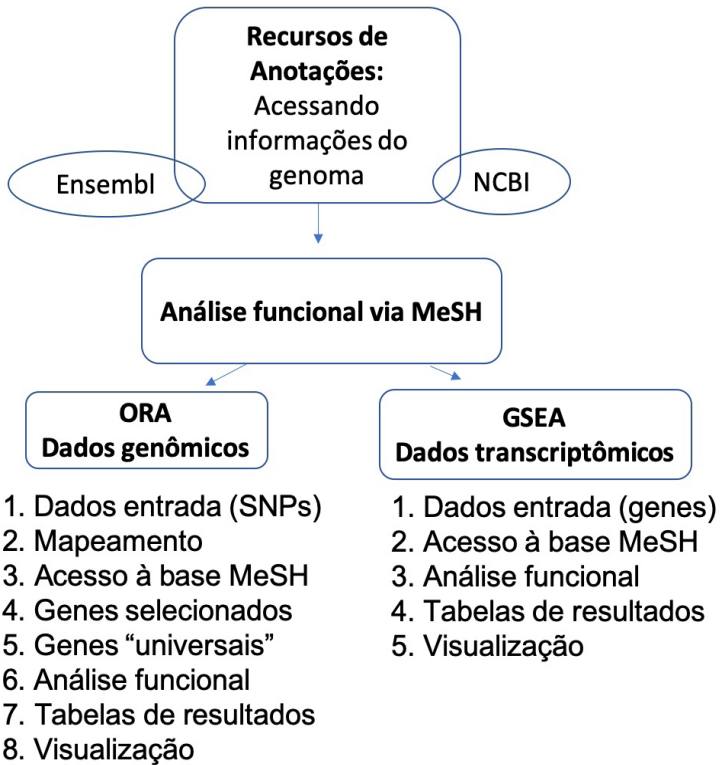 Recursos de
Anotações:
Acessando
informações do
genoma
Ensembl
NCBI
Análise funcional via MeSH
ORA
Dados genômicos
1. Dados entrada (SNPs)
2. Mapeamento
3. Acesso à base MeSH
4. Genes selecionados
5. Genes “universais”
6. Análise funcional
7. Tabelas de resultados
8. Visualização
GSEA
Dados transcriptômicos
1. Dados entrada (genes)
2. Acesso à base MeSH
3. Análise funcional
4. Tabelas de resultados
5. Visualização